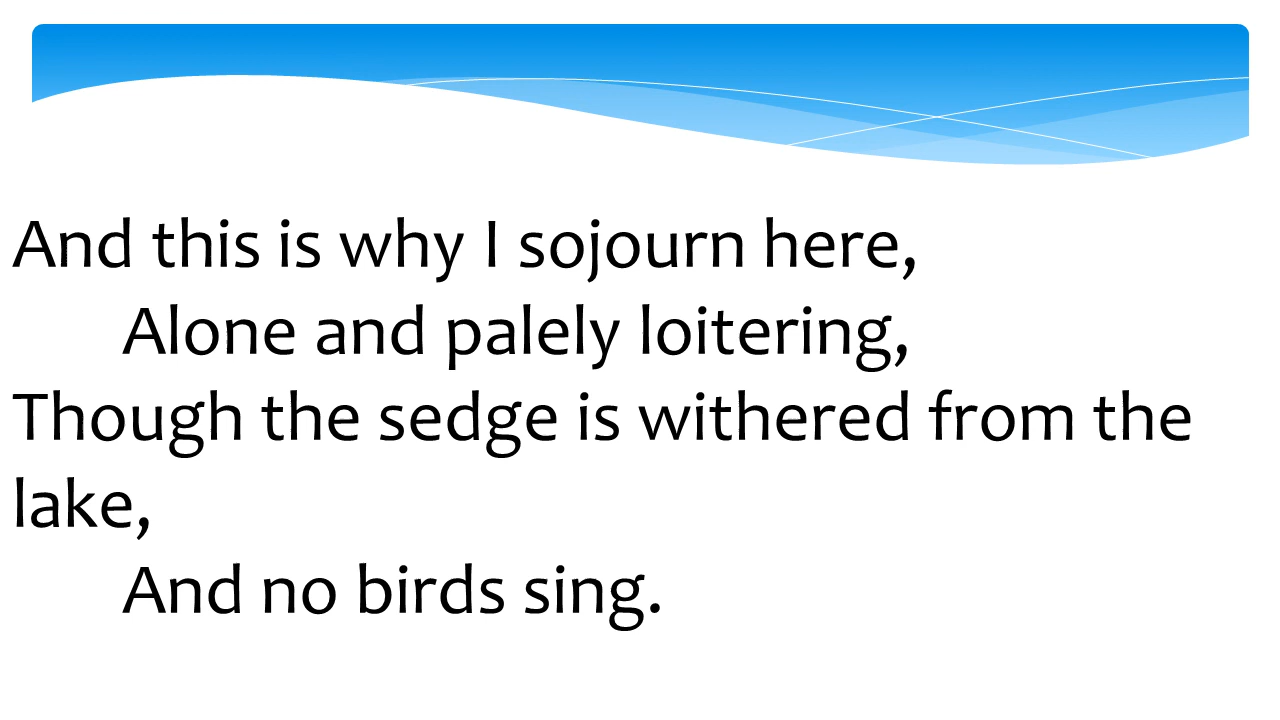 And this is why I sojourn here,
Alone and palely loitering,
Though the sedge is withered from the
lake,
And no birds sing.